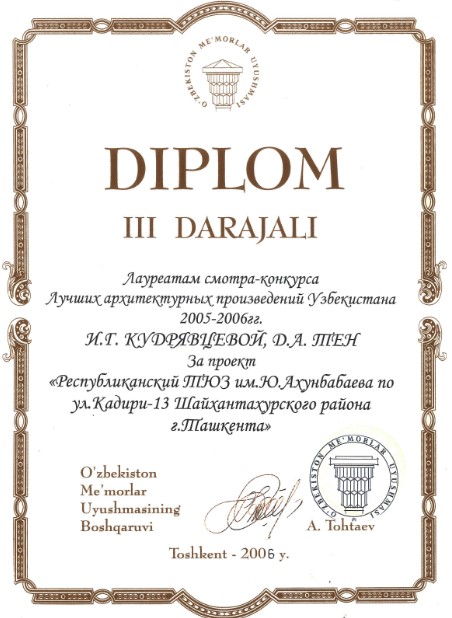 O'ZBEKISTON ME'MORLAR UYUSHMASI
DIPLOM
III DARAJALI
Лауреатам смотра-конкурса
Лучших архитектурных произведений Узбекистана
2005-2006гг.
И.Г. КУДРЯВЦЕВОЙ, Д.А. ТЕН
За проект
«Республиканский ТЮЗ им.Ю.Ахунбабаева по
ул.Кадири-13 Шайхантахурского района
г.Ташкента»
O'zbekiston
Me'morlar
Uyushmasining
Boshqaruvi
A. Tohtaev
O'ZBEKISTON ME'MORLAR UYUSHMASI
Toshkent - 2006 y.